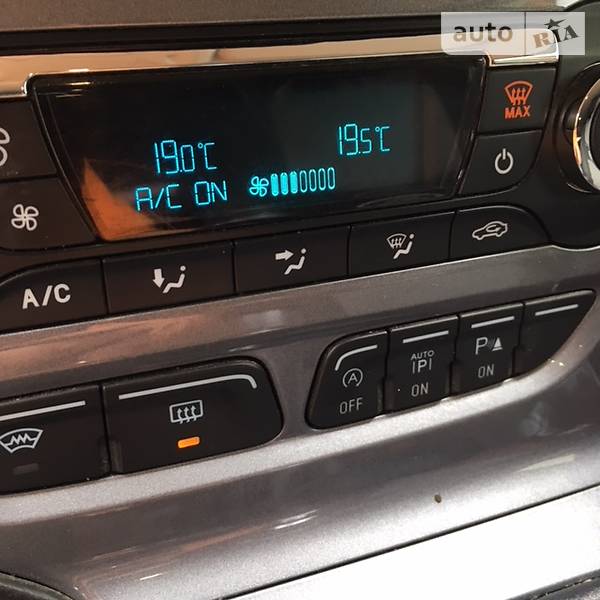 auto RIA
19.0°C 19.5°C
A/C ON
MAX
A/C
OFF
AUTO
|P|
ON
P
ON